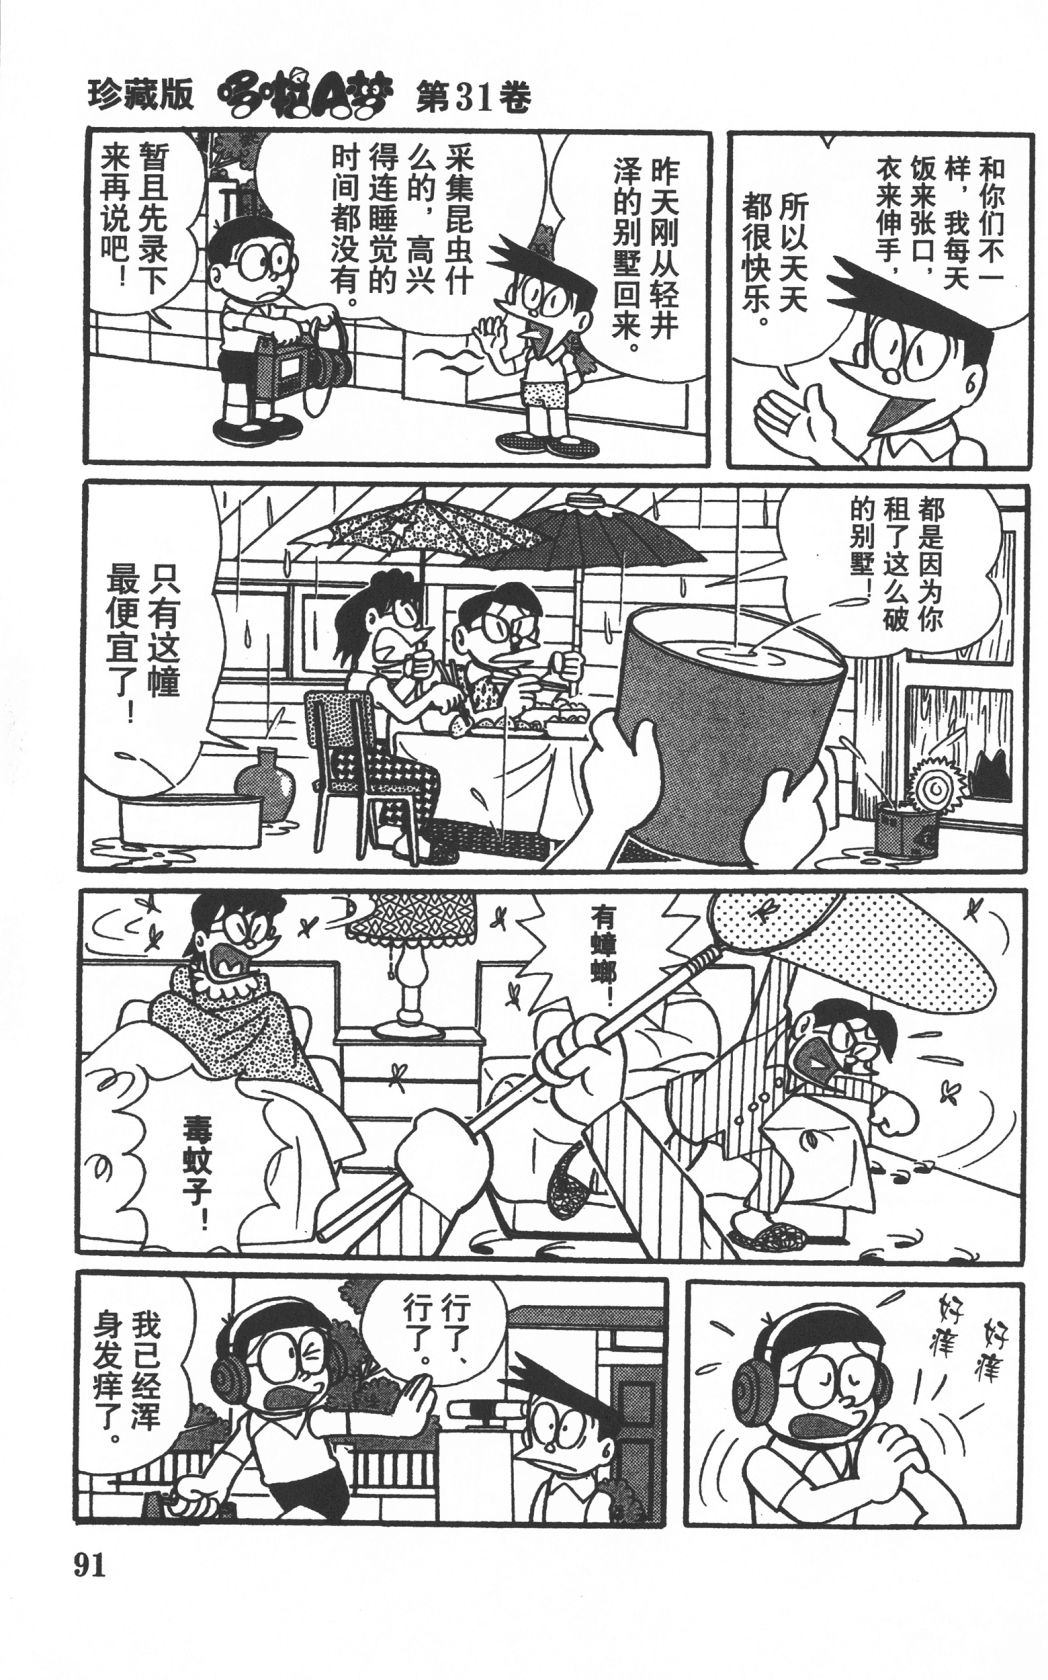 珍藏版 哆啦A梦 第31卷
和你们不一
样，我每天
饭来张口，
衣来伸手，
所以天天
都很快乐。
昨天刚从轻井
泽的别墅回来。
采集昆虫什
么的，高兴
得连睡觉的
时间都没有。
暂且先录下
来再说吧！
都是因为你
租了这么破
的别墅！
只有这幢
最便宜了！
有蟑螂！
毒蚊子！
好痒
好痒
行了、
行了。
我已经浑
身发痒了。
91